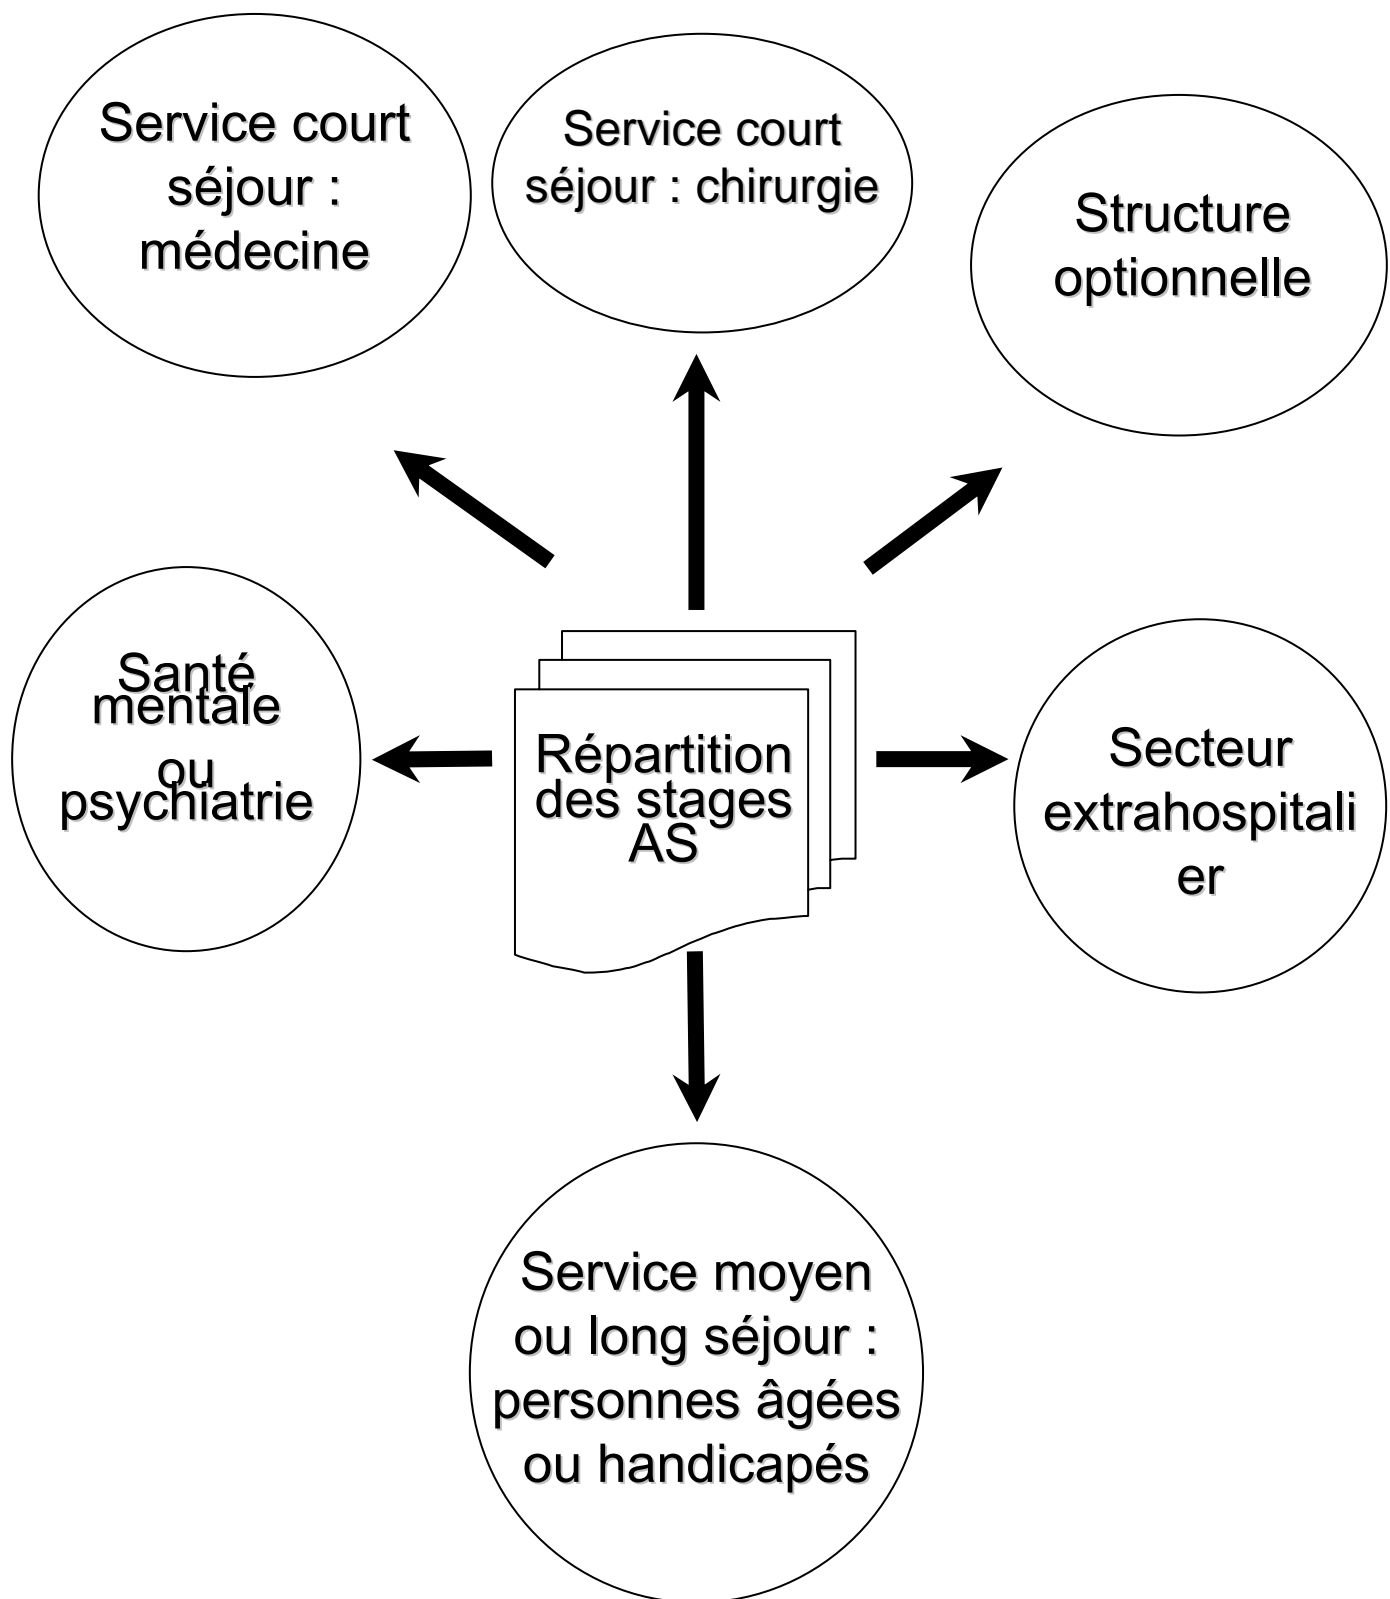 Service court
séjour :
médecine
Service court
séjour : chirurgie
Structure
optionnelle
Santé
mentale
ou
psychiatrie
Répartition
des stages
AS
Secteur
extrahospitali
er
Service moyen
ou long séjour :
personnes âgées
ou handicapés